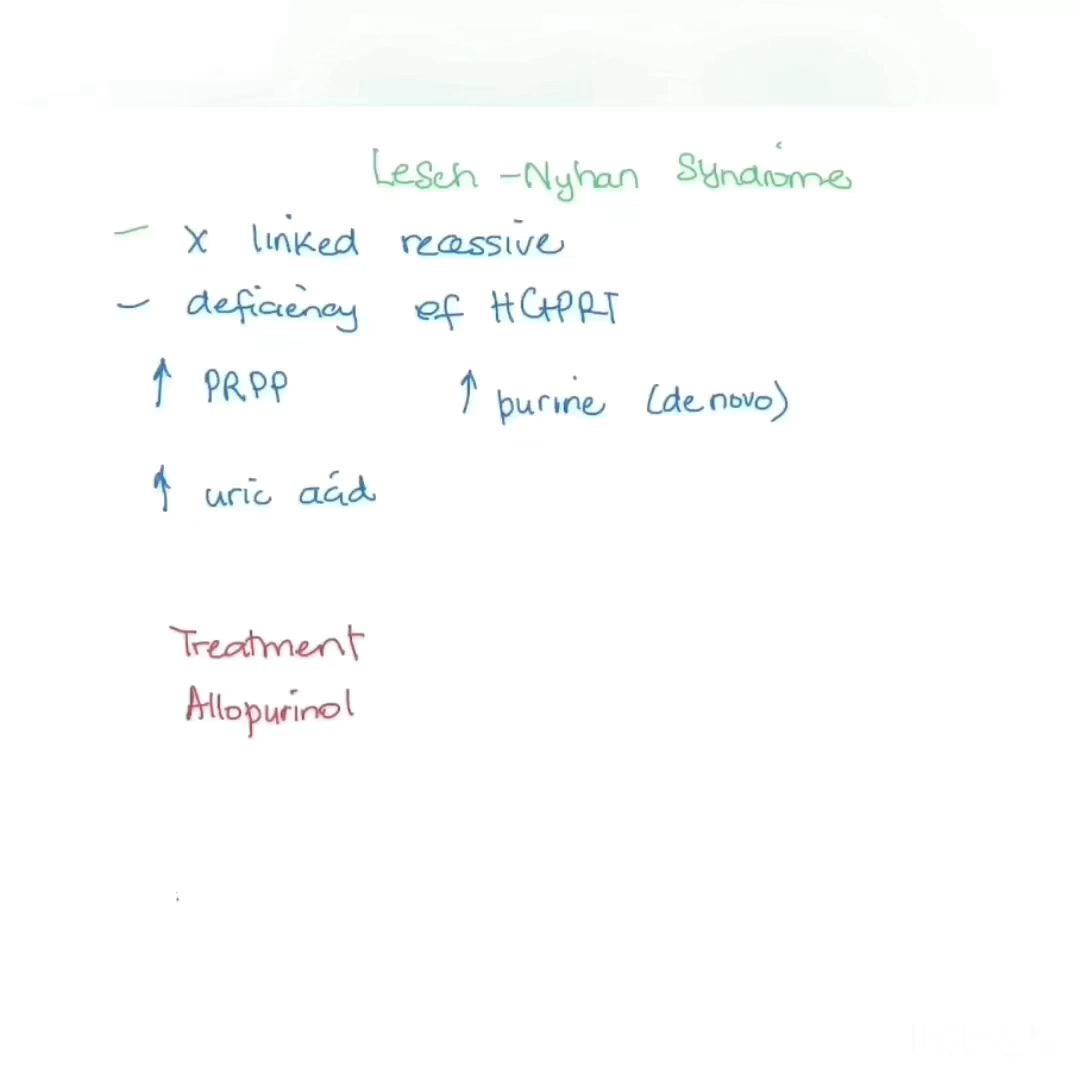 Lesch - Nyhan Syndrome
- X linked recessive
- deficiency of HGPRT
↑ PRPP ↑ purine (de novo)
↑ uric acid
Treatment
Allopurinol